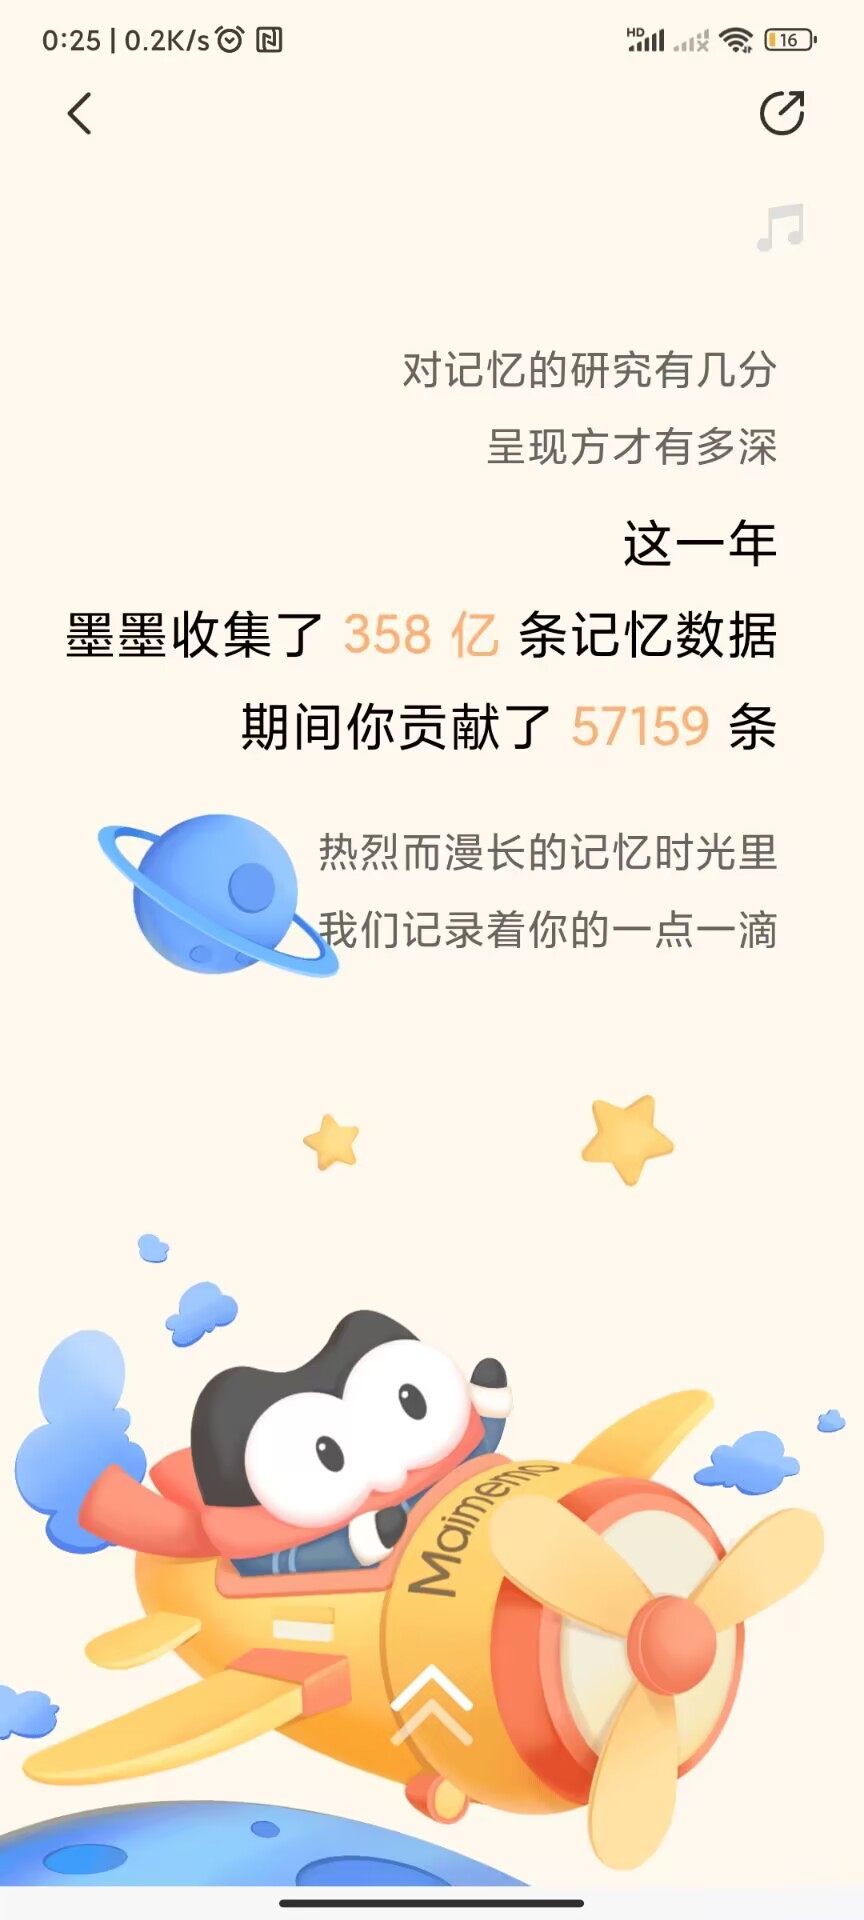 0:25 | 0.2K/s
HD
16
对记忆的研究有几分
呈现方才有多深
这一年
墨墨收集了 358 亿 条记忆数据
期间你贡献了 57159 条
热烈而漫长的记忆时光里
我们记录着你的一点一滴
Maimemo